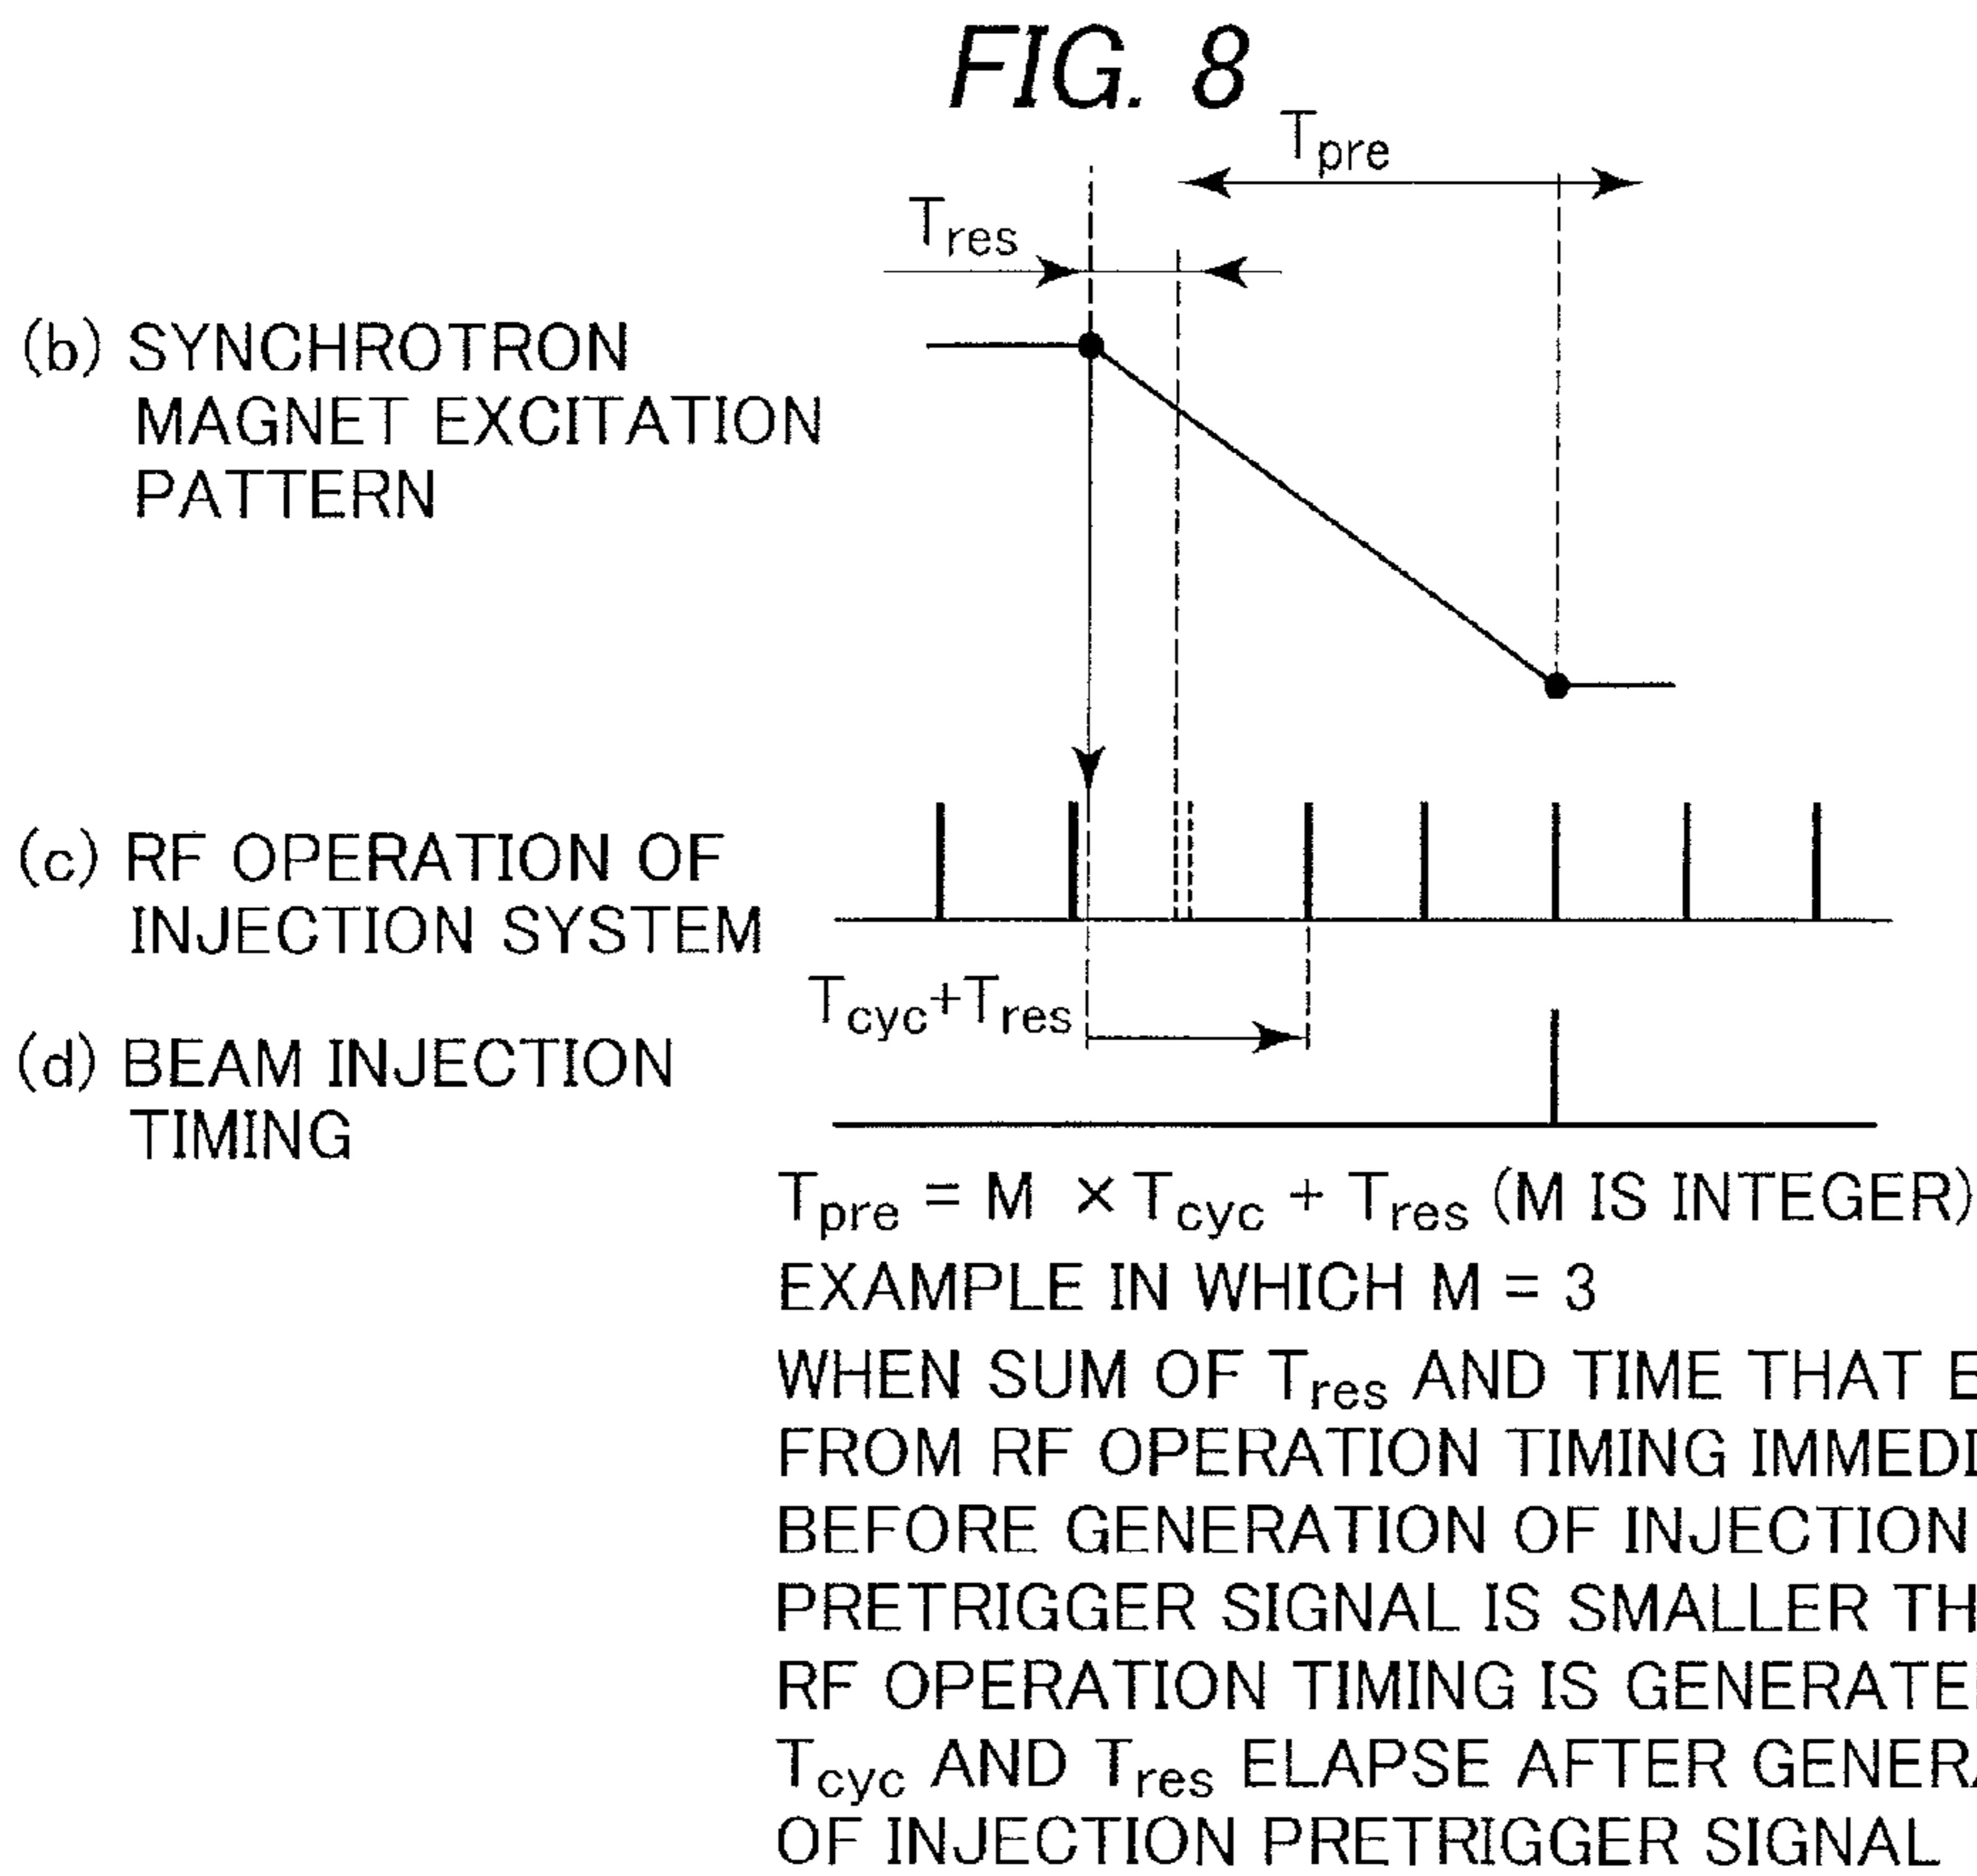 FIG. 8
Tpre
Tres
(b) SYNCHROTRON
MAGNET EXCITATION
PATTERN
(c) RF OPERATION OF
INJECTION SYSTEM
Tcyc+Tres
(d) BEAM INJECTION
TIMING
Tpre = M × Tcyc + Tres (M IS INTEGER)
EXAMPLE IN WHICH M = 3
WHEN SUM OF Tres AND TIME THAT
FROM RF OPERATION TIMING
BEFORE GENERATION OF INJECTION
PRETRIGGER SIGNAL IS SMALLER
RF OPERATION TIMING IS
Tcyc AND Tres ELAPSE AFTER
OF INJECTION PRETRIGGER SIGNAL